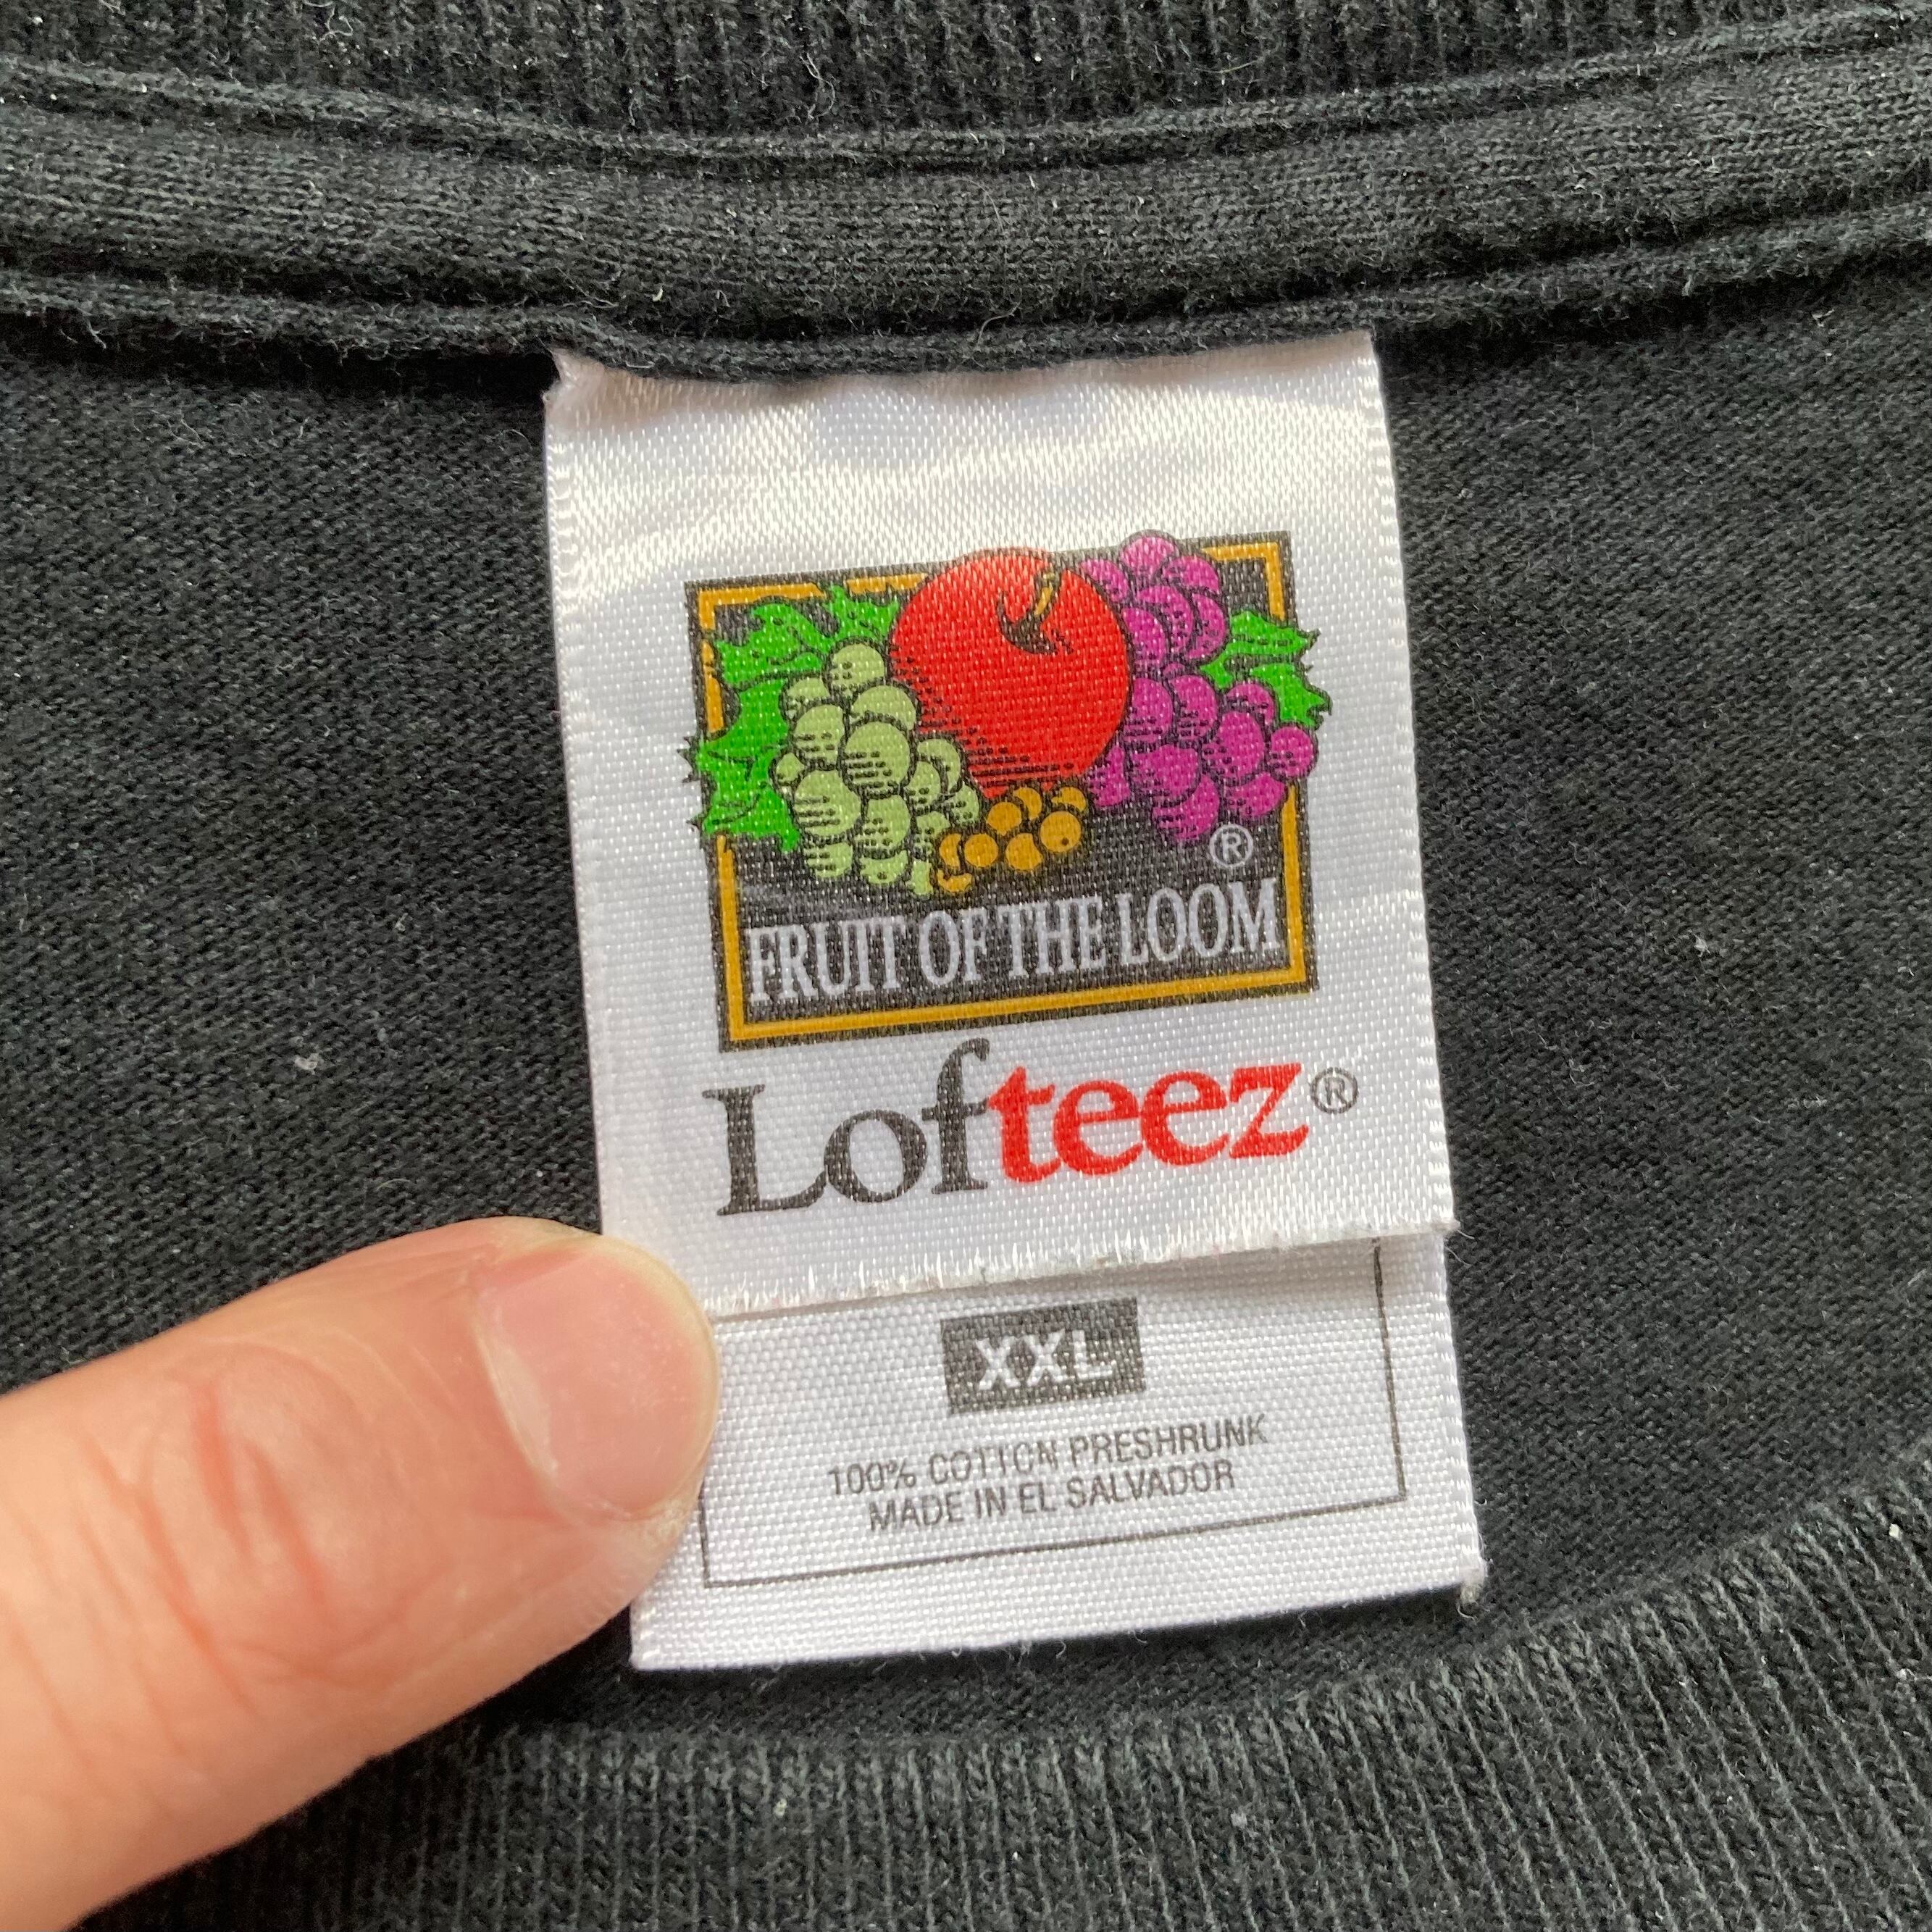 ®
FRUIT OF THE LOOM
Lofteez®
XXL
100% COTTON PRESHRUNK
MADE IN EL SALVADOR